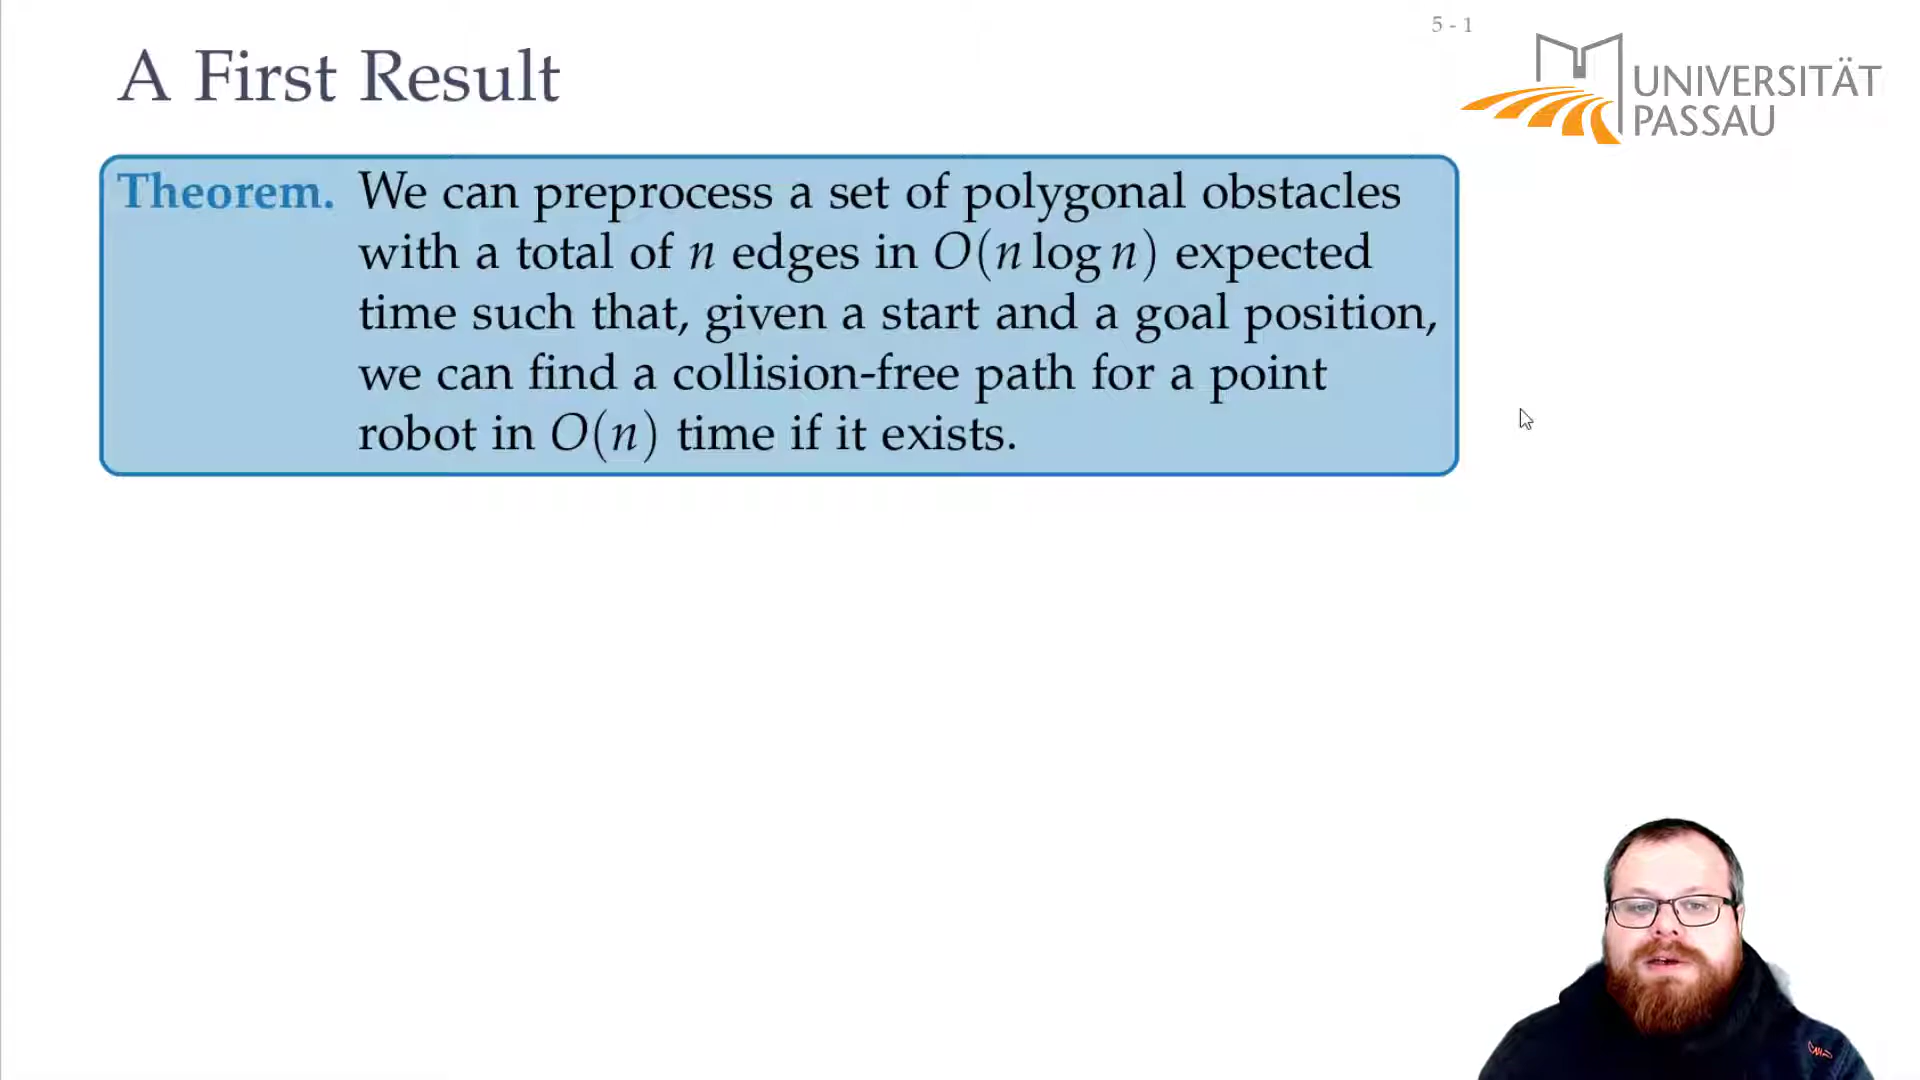 5 - 1
A First Result
UNIVERSITÄT
PASSAU
Theorem. We can preprocess a set of polygonal obstacles
with a total of n edges in O(n log n) expected
time such that, given a start and a goal position,
we can find a collision-free path for a point
robot in O(n) time if it exists.